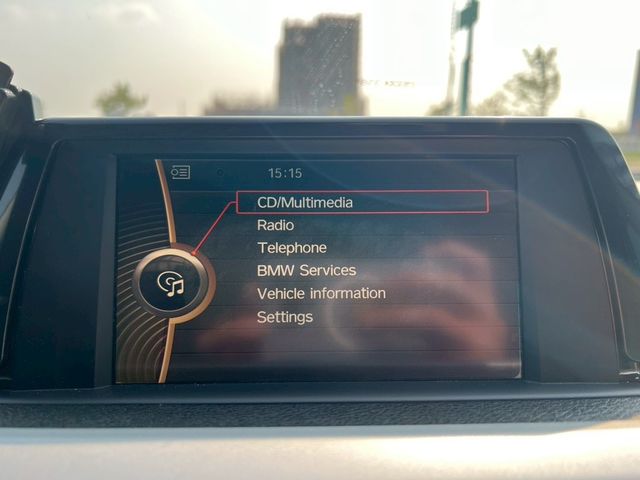 15:15
CD/Multimedia
Radio
Telephone
BMW Services
Vehicle information
Settings